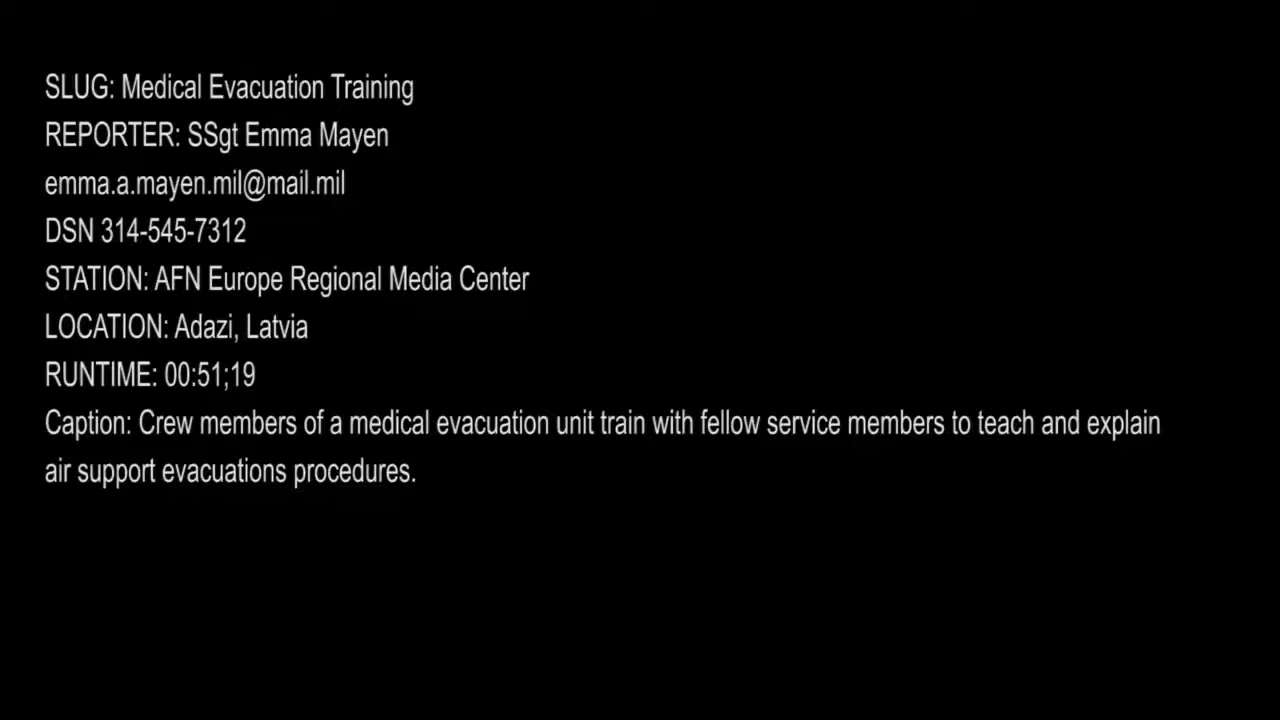 SLUG: Medical Evacuation Training
REPORTER: SSgt Emma Mayen
emma.a.mayen.mil@mail.mil
DSN 314-545-7312
STATION: AFN Europe Regional Media Center
LOCATION: Adazi, Latvia
RUNTIME: 00:51;19
Caption: Crew members of a medical evacuation unit train with fellow service members to teach and explain
air support evacuations procedures.